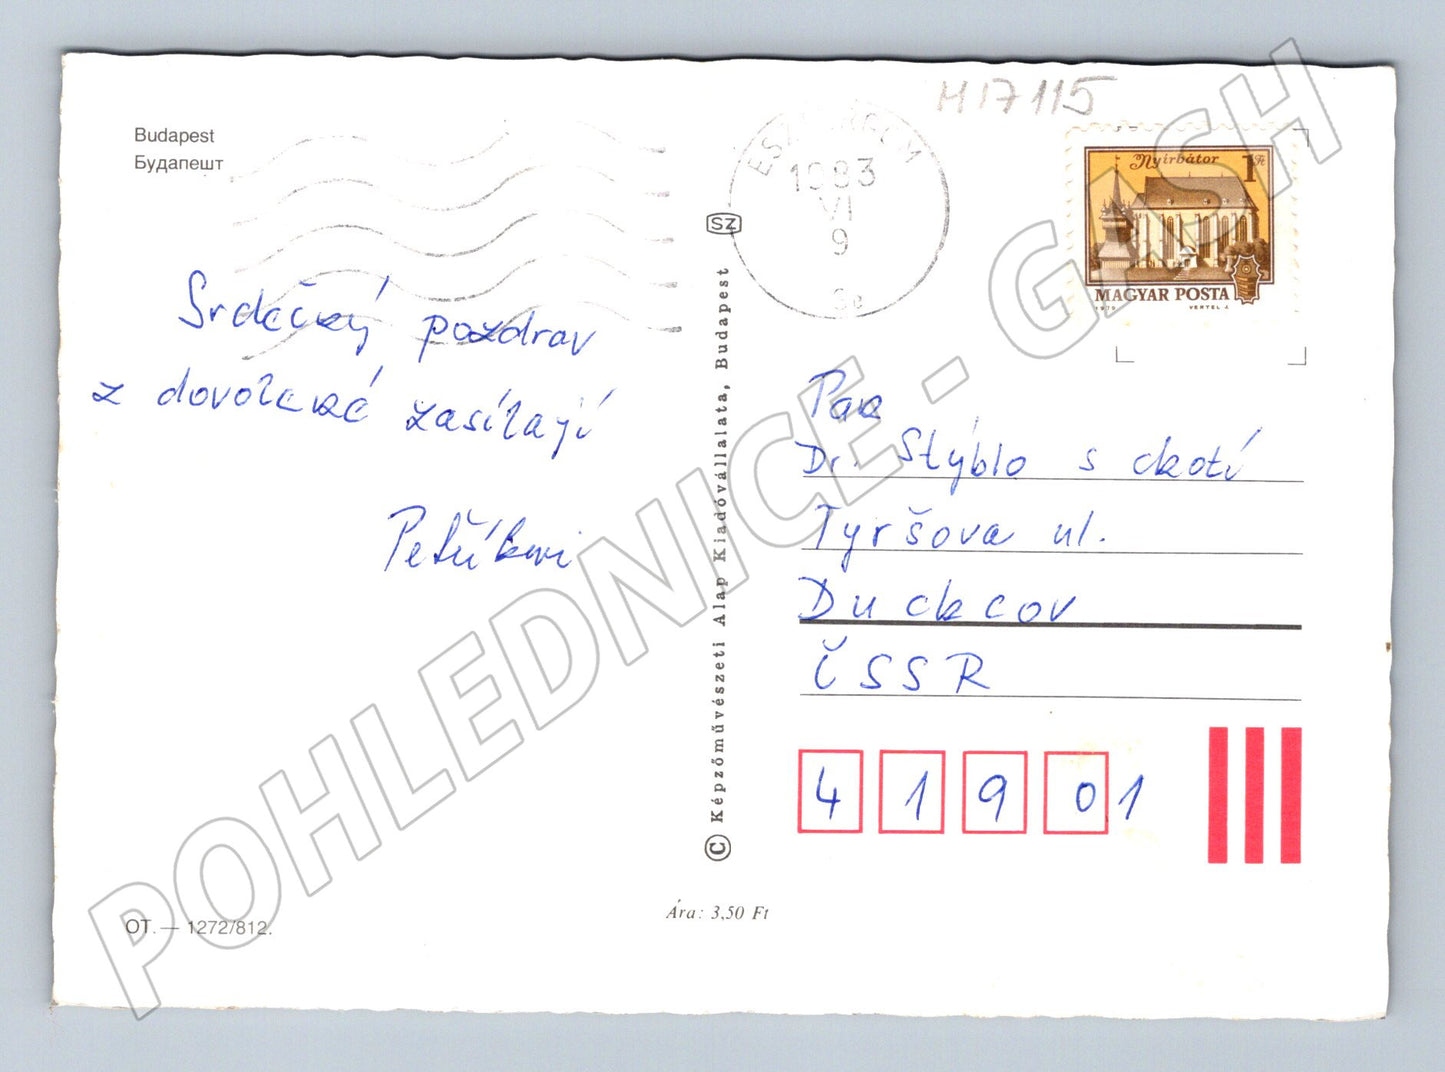 Budapest
Будапешт
H17115
ESZTERGOM
1983
VI
9
Nyírbátor 1 Ft
MAGYAR POSTA
1979 VERTEL J.
SZ
Srdečný pozdrav
z dovolené zasílají
Petříkovi
Pan
Dr. Stýblo s chotí
Tyršova ul.
Duchcov
ČSSR
4 1 9 0 1
© Képzőművészeti Alap Kiadóvállalata, Budapest
OT. — 1272/812.
Ára: 3,50 Ft
POHLEDNICE - GASH